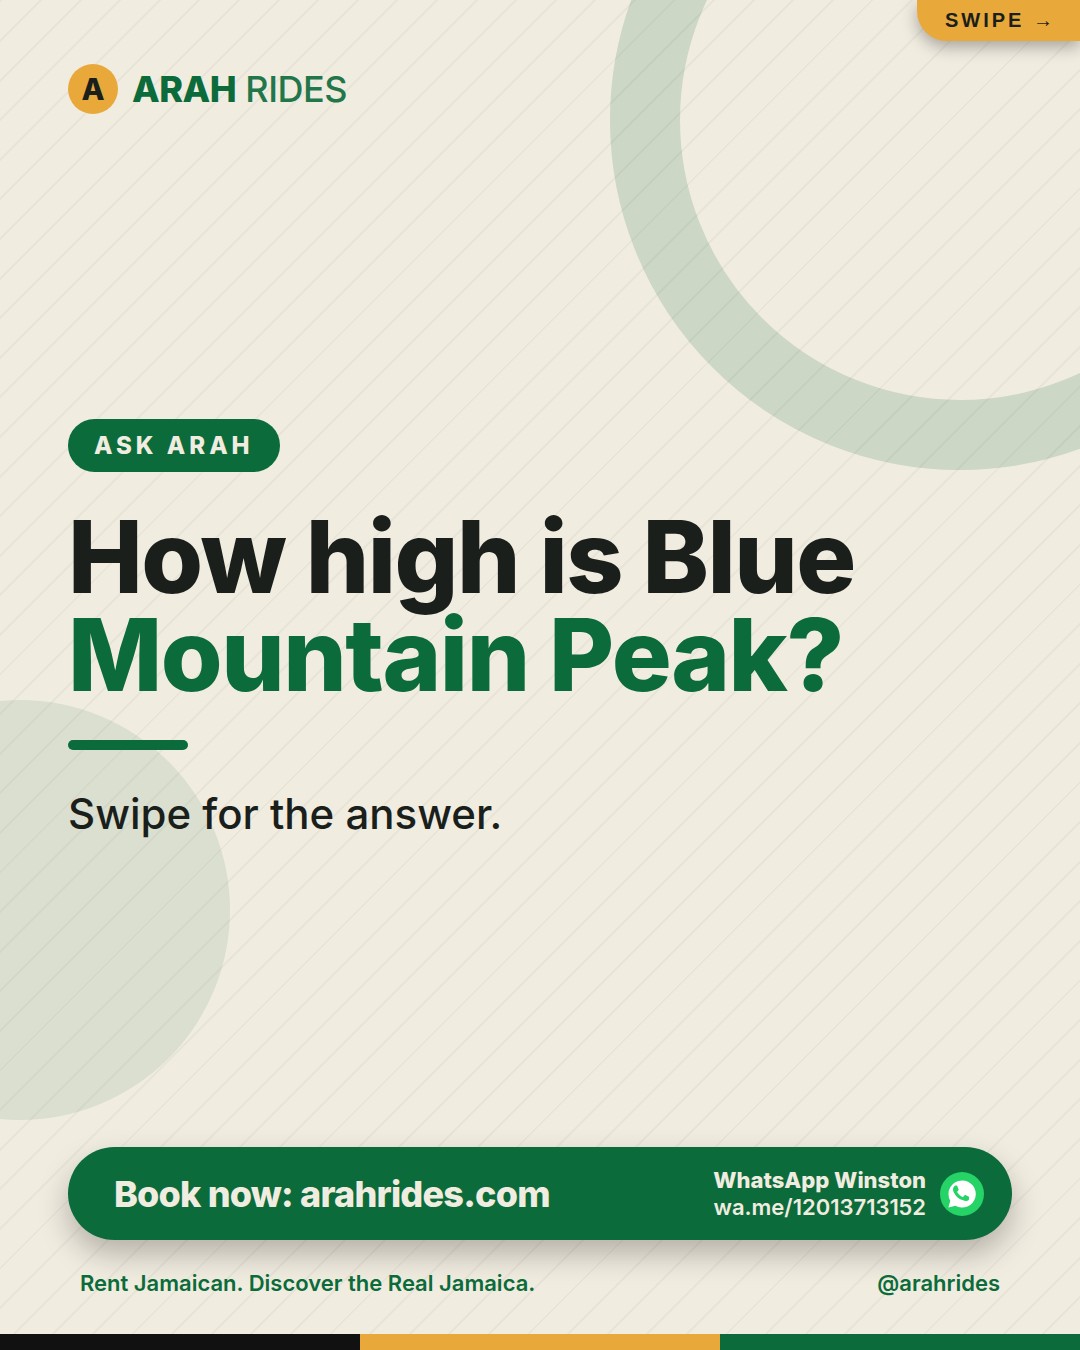 SWIPE →
A ARAH RIDES
ASK ARAH
How high is Blue
Mountain Peak?
Swipe for the answer.
Book now: arahrides.com
WhatsApp Winston
wa.me/12013713152
Rent Jamaican. Discover the Real Jamaica.
@arahrides